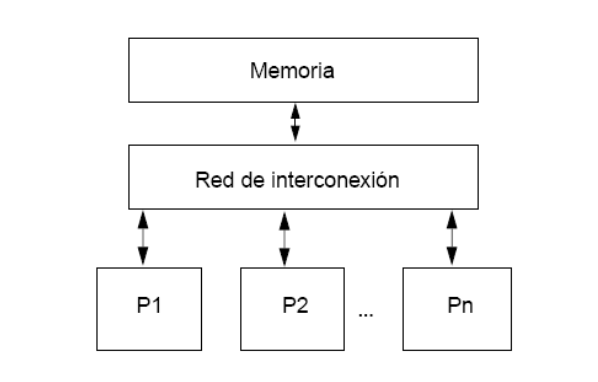 Memoria
Red de interconexión
P1 P2 ... Pn